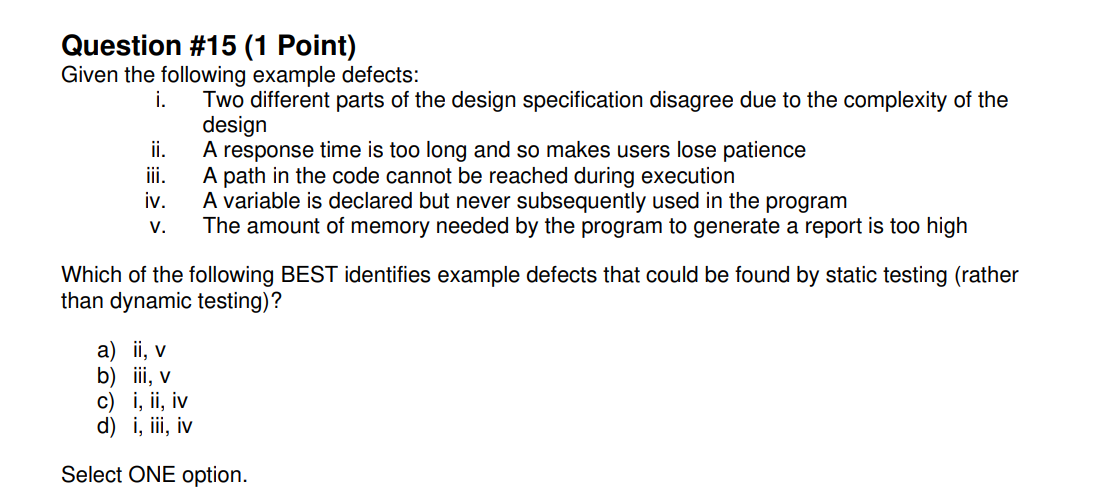 Question #15 (1 Point)
Given the following example defects:
i. Two different parts of the design specification disagree due to the complexity of the
design
ii. A response time is too long and so makes users lose patience
iii. A path in the code cannot be reached during execution
iv. A variable is declared but never subsequently used in the program
v. The amount of memory needed by the program to generate a report is too high
Which of the following BEST identifies example defects that could be found by static testing (rather
than dynamic testing)?
a) ii, v
b) iii, v
c) i, ii, iv
d) i, iii, iv
Select ONE option.